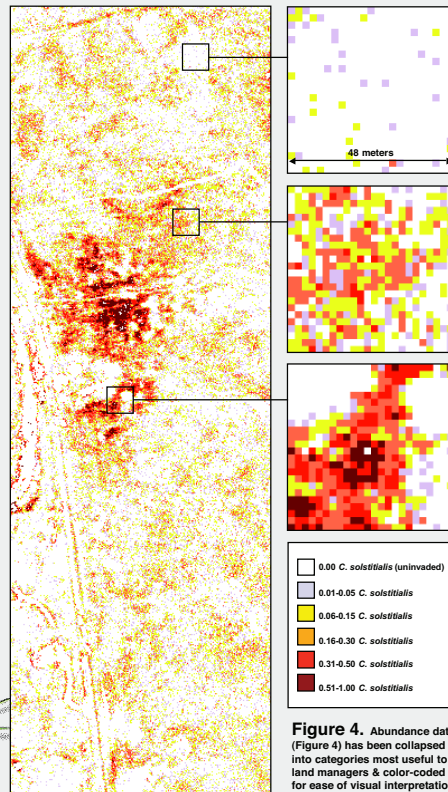 48 meters
0.00 C. solstitialis (uninvaded)
0.01-0.05 C. solstitialis
0.06-0.15 C. solstitialis
0.16-0.30 C. solstitialis
0.31-0.50 C. solstitialis
0.51-1.00 C. solstitialis
Figure 4. Abundance dat
(Figure 4) has been collapsed
into categories most useful to
land managers & color-coded
for ease of visual interpretatio